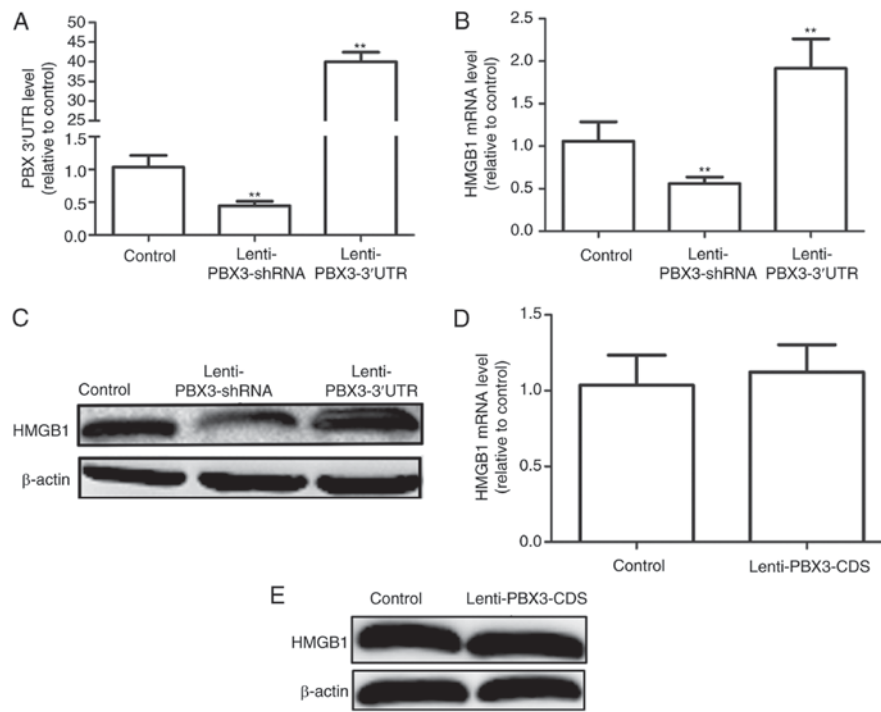 A
PBX 3'UTR level
(relative to control)
50
45
40
35
30
25
1.5
1.0
0.5
0.0
**
**
Control
Lenti-
PBX3-shRNA
Lenti-
PBX3-3'UTR
B
HMGB1 mRNA level
(relative to control)
2.5
2.0
1.5
1.0
0.5
0.0
**
**
Control
Lenti-
PBX3-shRNA
Lenti-
PBX3-3'UTR
C
Control
Lenti-
PBX3-shRNA
Lenti-
PBX3-3'UTR
HMGB1
β-actin
D
HMGB1 mRNA level
(relative to control)
1.5
1.0
0.5
0.0
Control
Lenti-PBX3-CDS
E
Control
Lenti-PBX3-CDS
HMGB1
β-actin